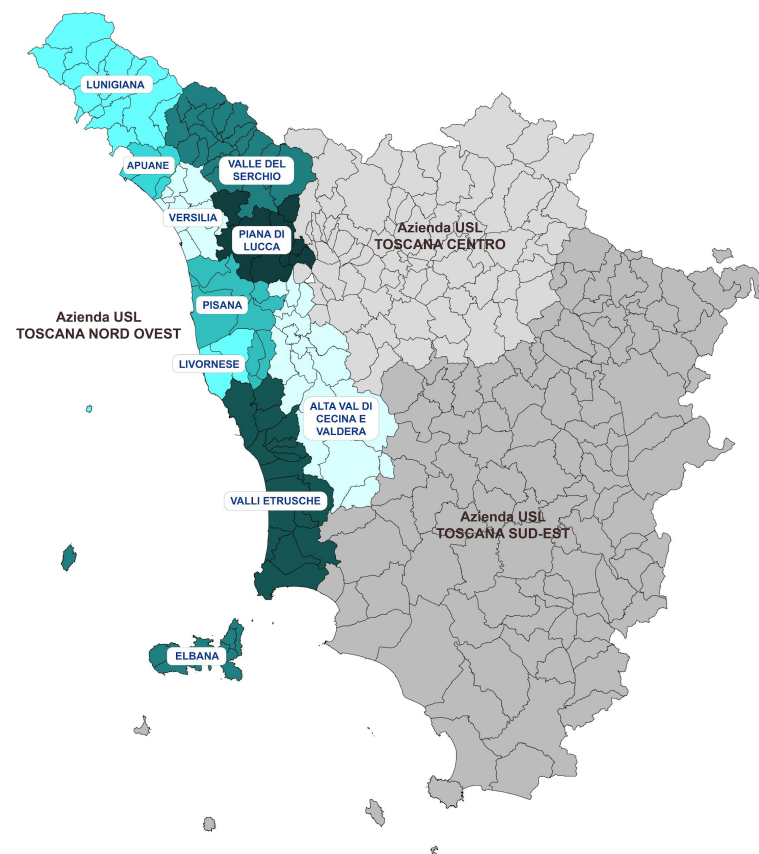 LUNIGIANA
APUANE
VALLE DEL
SERCHIO
VERSILIA
PIANA DI
LUCCA
Azienda USL
TOSCANA CENTRO
PISANA
Azienda USL
TOSCANA NORD OVEST
LIVORNESE
ALTA VAL DI
CECINA E
VALDERA
VALLI ETRUSCHE
Azienda USL
TOSCANA SUD-EST
ELBANA